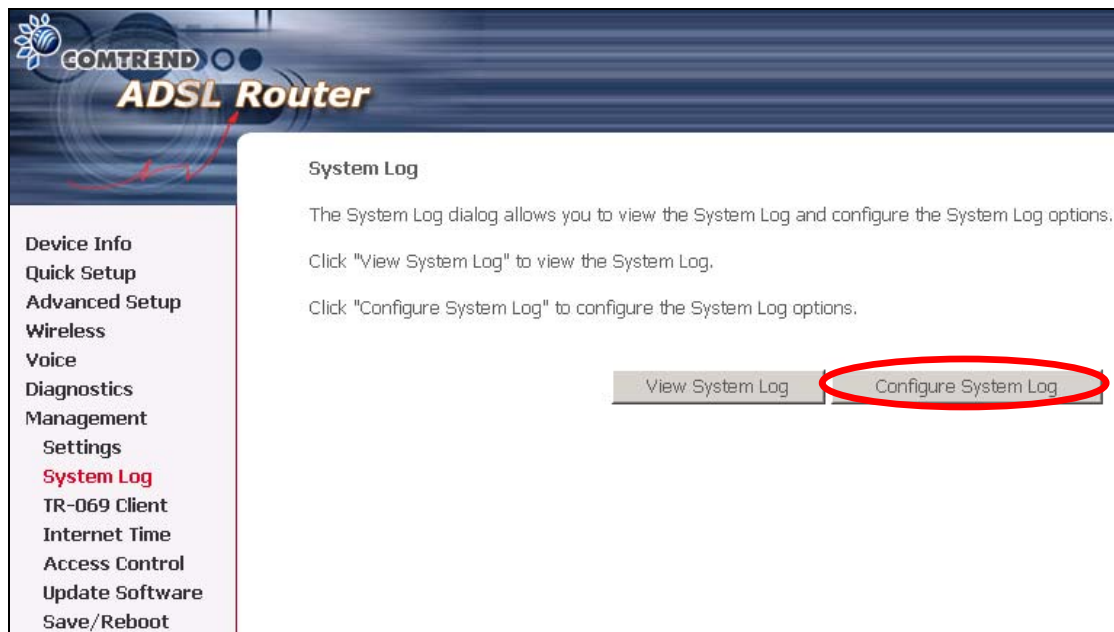 COMTREND
ADSL Router
System Log
The System Log dialog allows you to view the System Log and configure the System Log options.
Click "View System Log" to view the System Log.
Click "Configure System Log" to configure the System Log options.
View System Log
Configure System Log
Device Info
Quick Setup
Advanced Setup
Wireless
Voice
Diagnostics
Management
Settings
System Log
TR-069 Client
Internet Time
Access Control
Update Software
Save/Reboot